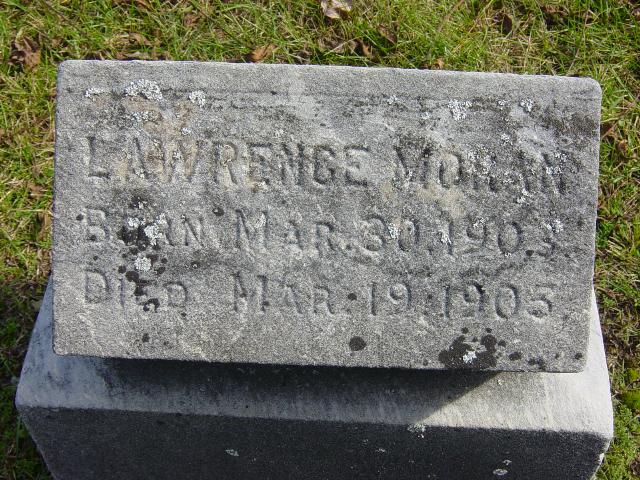 LAWRENCE MORAN
BORN MAR. 30. 1903.
DIED MAR. 19. 1905.